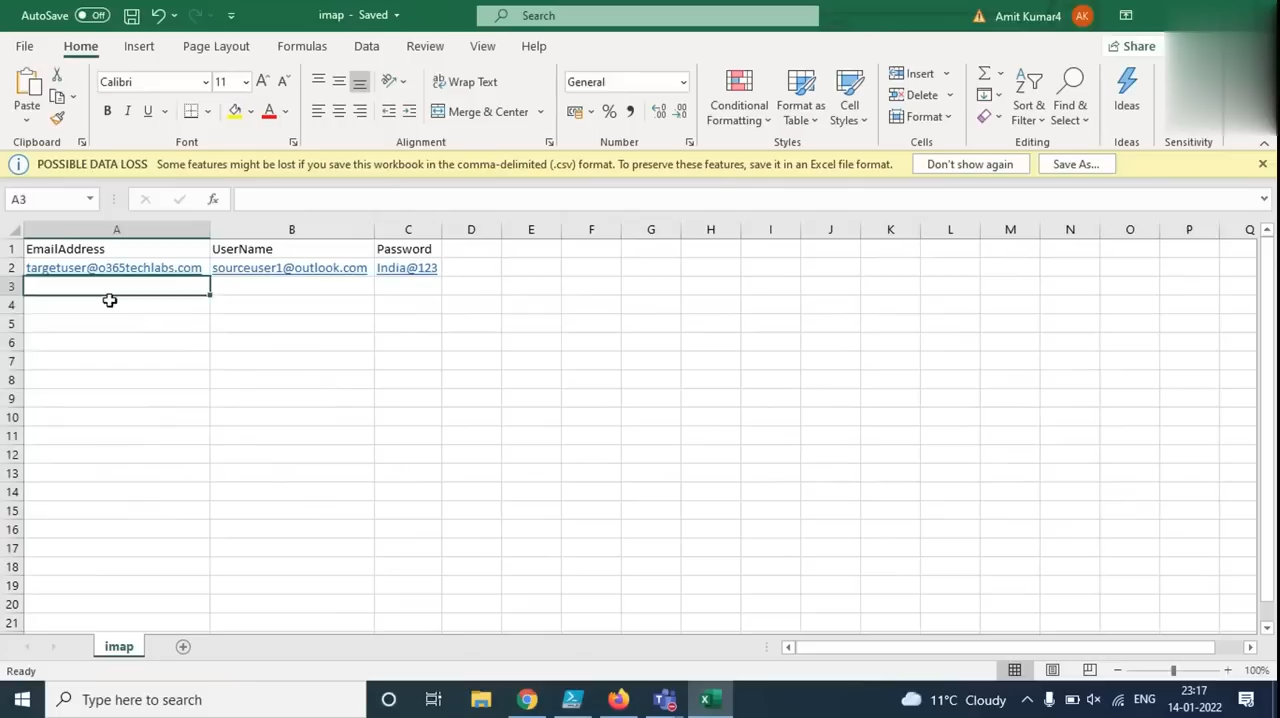 AutoSave Off imap - Saved Search Amit Kumar4 AK
File Home Insert Page Layout Formulas Data Review View Help Share
Paste Calibri 11 Wrap Text General Conditional Formatting Format as Table Cell Styles Insert Sort & Filter Find & Select Ideas
Merge & Center Delete
Format
Clipboard Font Alignment Number Styles Cells Editing Ideas Sensitivity
POSSIBLE DATA LOSS Some features might be lost if you save this workbook in the comma-delimited (.csv) format. To preserve these features, save it in an Excel file format. Don't show again Save As...
A3 fx
A B C D E F G H I J K L M N O P Q
1 EmailAddress UserName Password
2 targetuser@o365techlabs.com sourceuser1@outlook.com India@123
3
4
5
6
7
8
9
10
11
12
13
14
15
16
17
18
19
20
21
imap
Ready 100%
Type here to search 11°C Cloudy ENG 23:17
14-01-2022